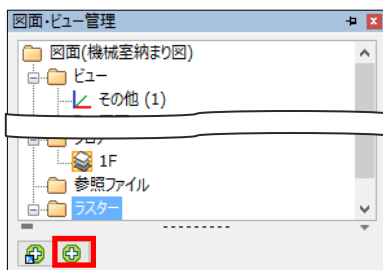 図面・ビュー管理
図面(機械室納まり図)
ビュー
その他 (1)
1F
参照ファイル
ラスター